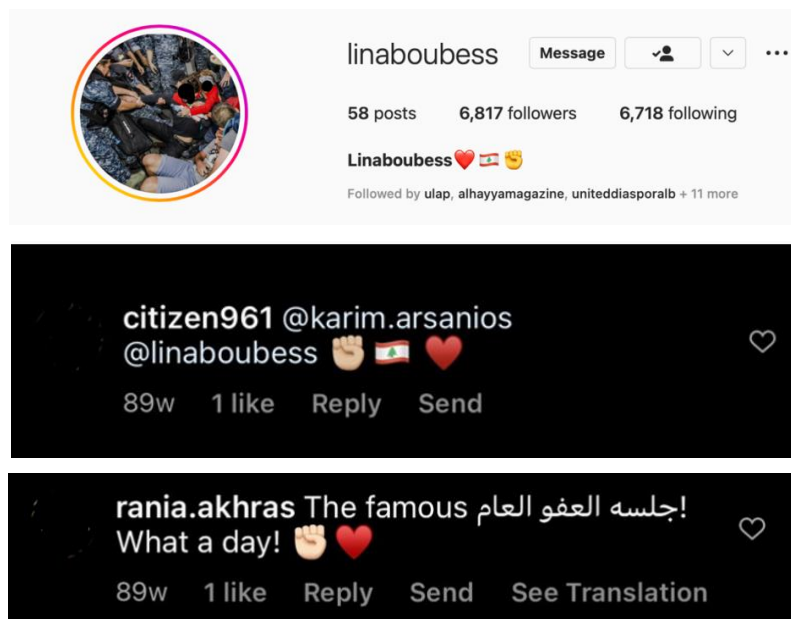 linaboubess Message
58 posts 6,817 followers 6,718 following
Linaboubess❤️🇱🇧✊
Followed by ulap, alhayyamagazine, uniteddiasporalb + 11 more
citizen961 @karim.arsanios
@linaboubess ✊🏼🇱🇧❤️
89w 1 like Reply Send
rania.akhras The famous جلسه العفو العام!
What a day! ✊🏻❤️
89w 1 like Reply Send See Translation